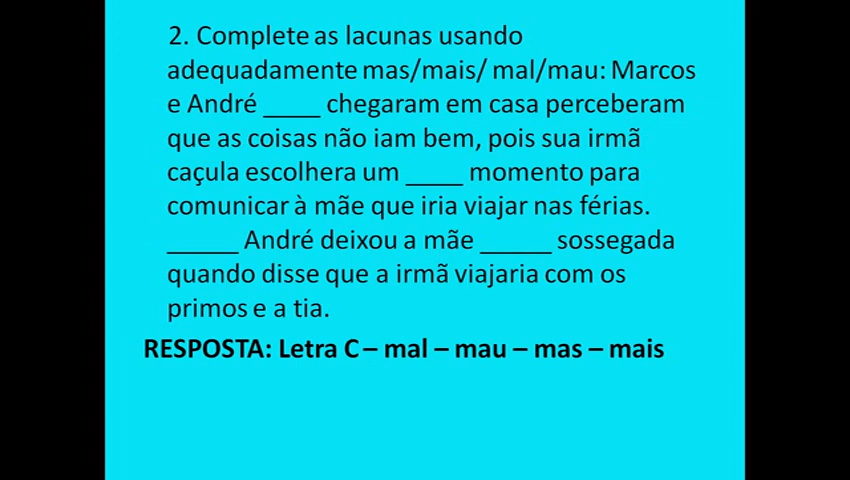 2. Complete as lacunas usando
adequadamente mas/mais/ mal/mau: Marcos
e André ____ chegaram em casa perceberam
que as coisas não iam bem, pois sua irmã
caçula escolhera um ____ momento para
comunicar à mãe que iria viajar nas férias.
_____ André deixou a mãe _____ sossegada
quando disse que a irmã viajaria com os
primos e a tia.
RESPOSTA: Letra C – mal – mau – mas – mais